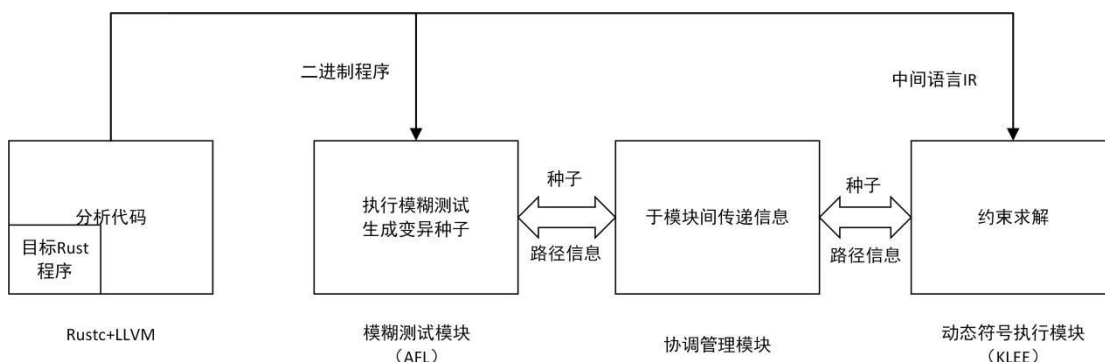 二进制程序
中间语言IR
分析代码
目标Rust
程序
执行模糊测试
生成变异种子
种子
路径信息
于模块间传递信息
种子
路径信息
约束求解
Rustc+LLVM
模糊测试模块
（AFL）
协调管理模块
动态符号执行模块
（KLEE）